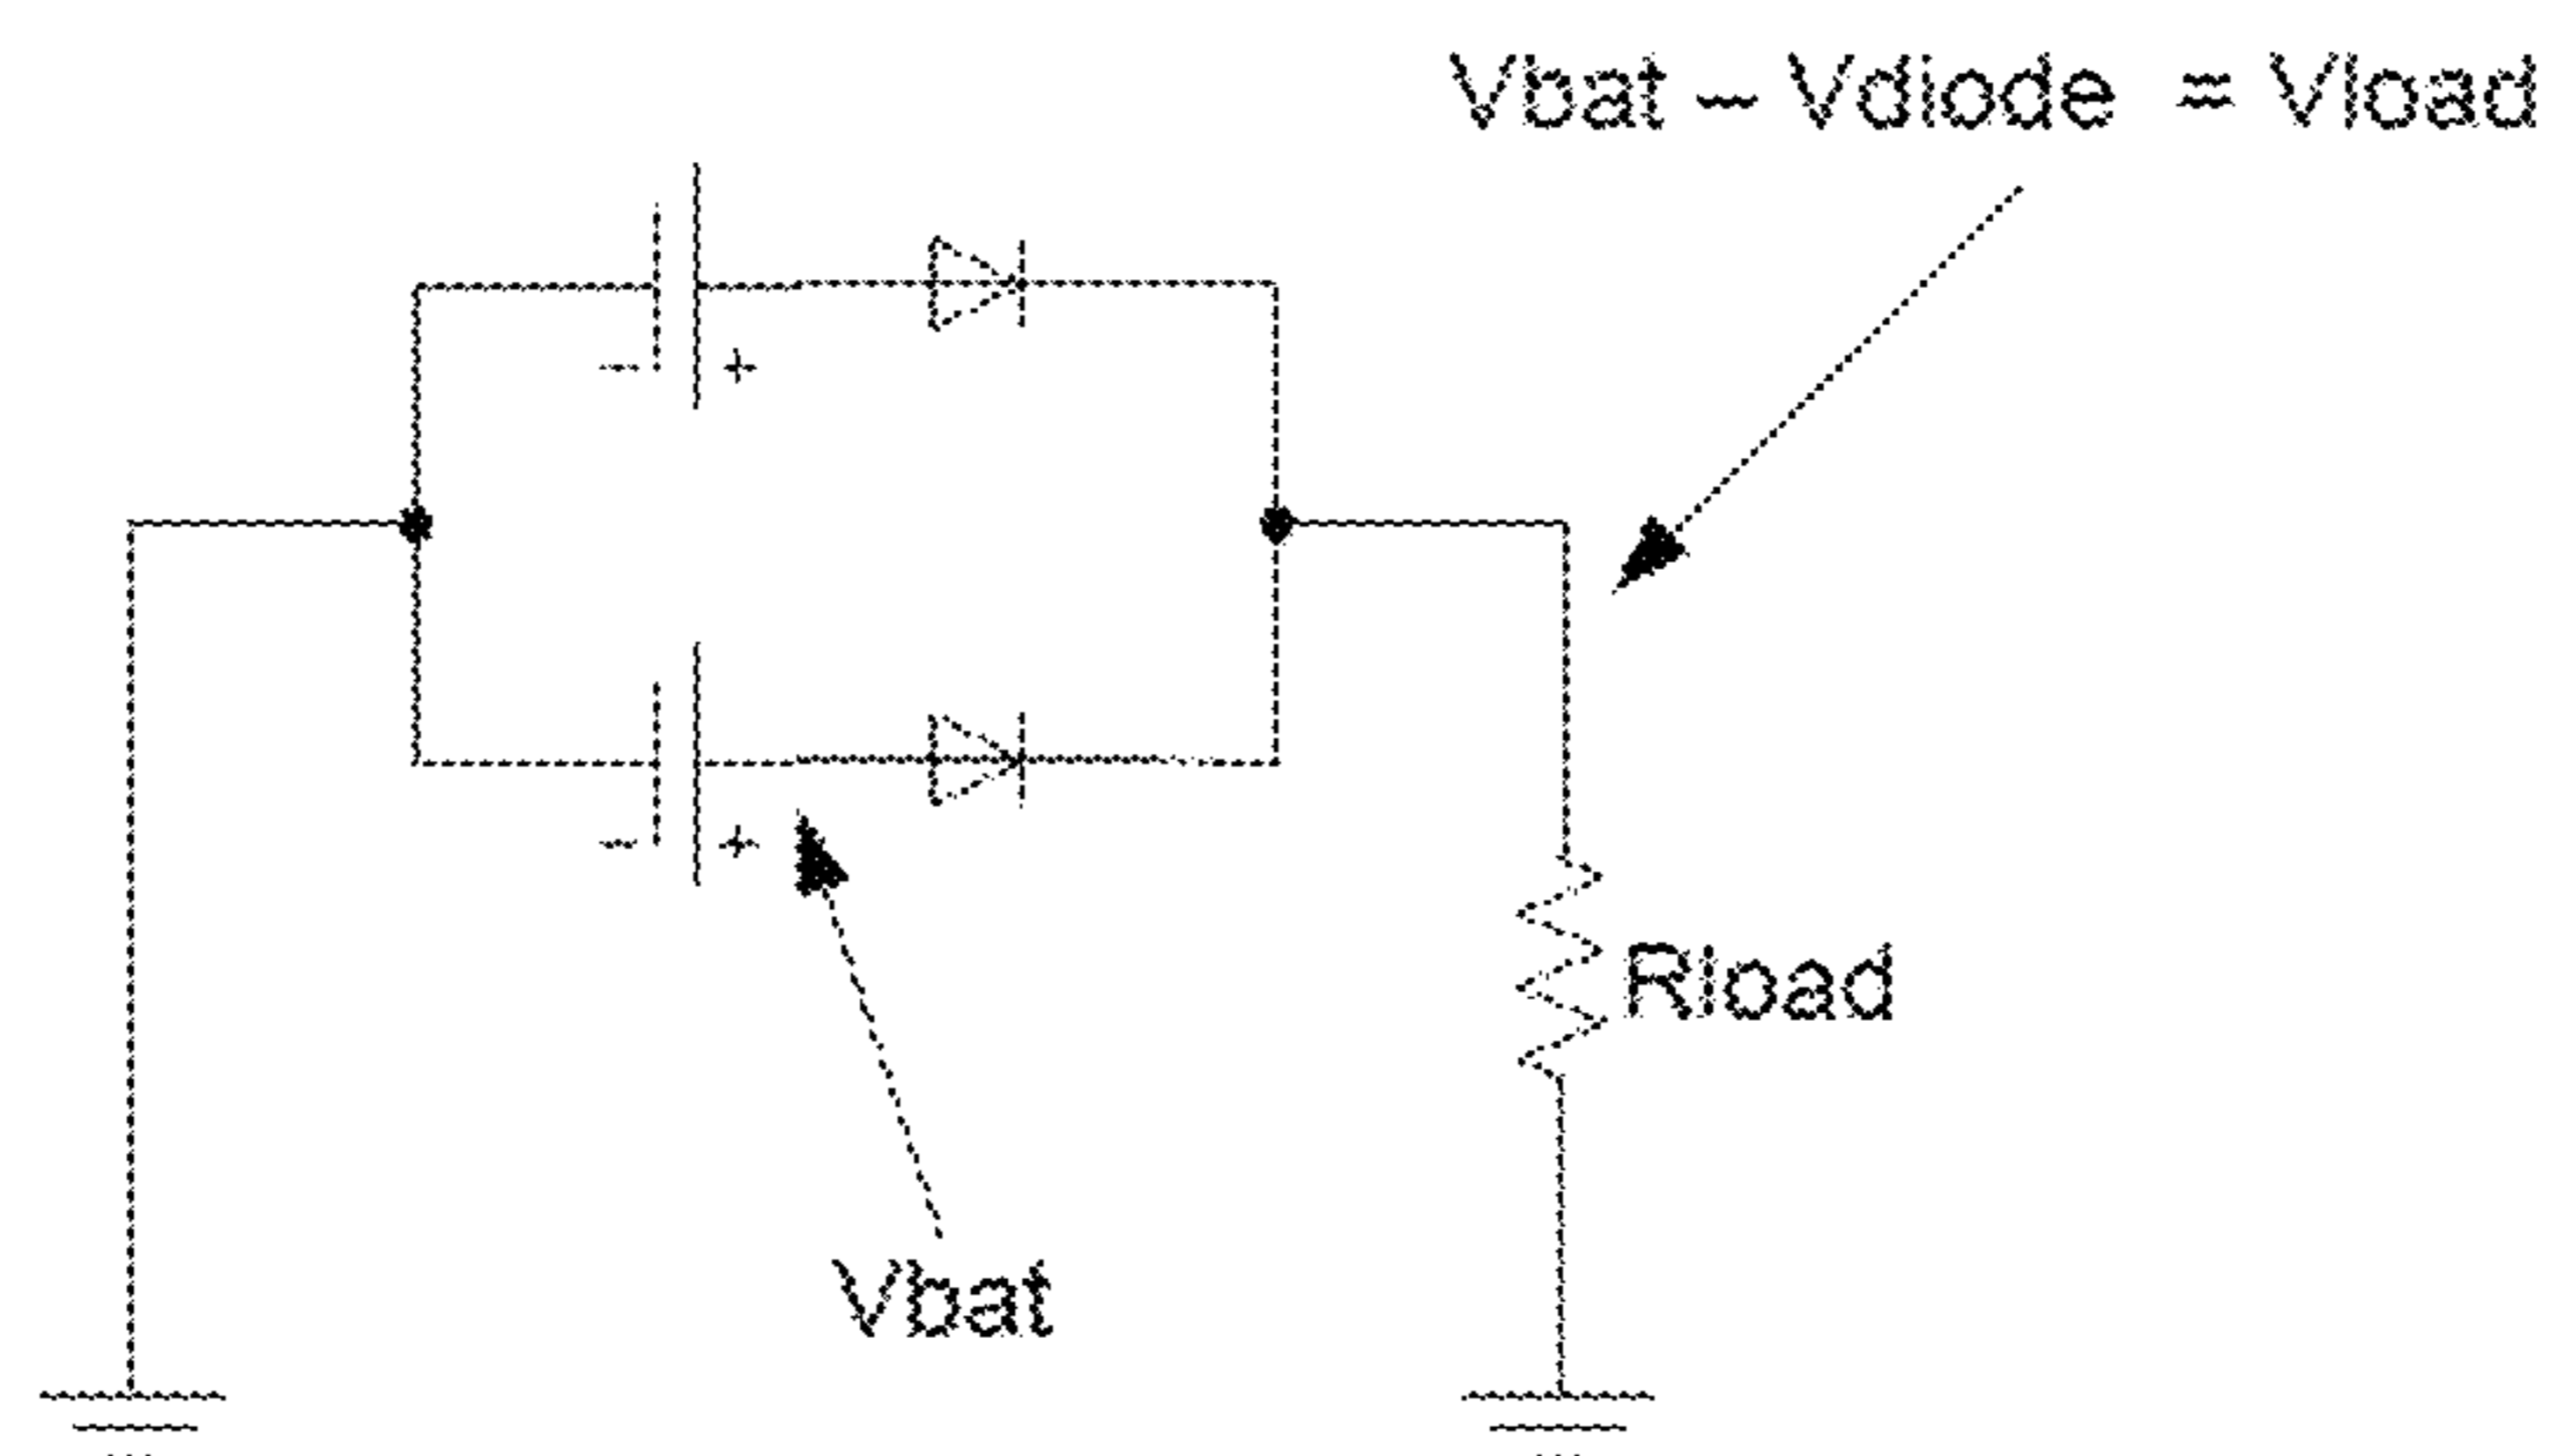 Vbat – Vdiode = Vload
– +
– +
Rload
Vbat